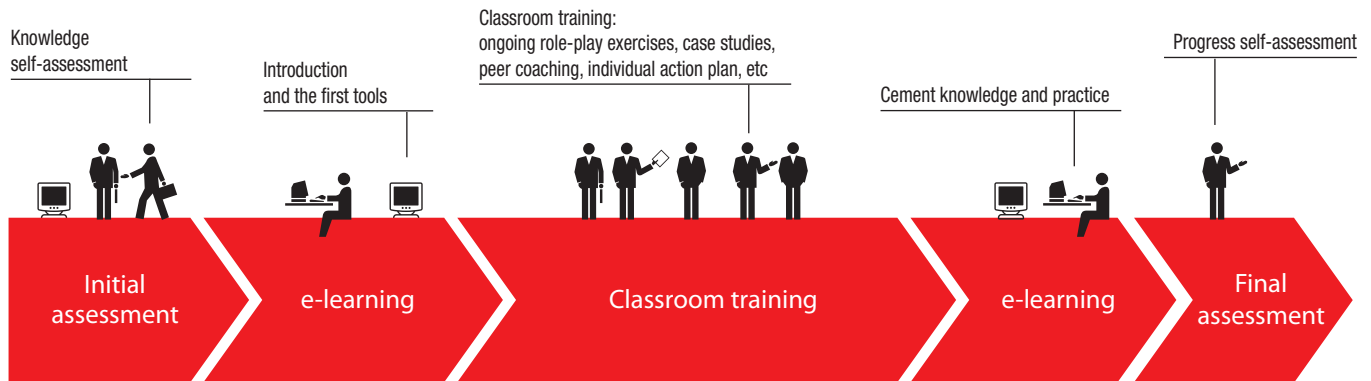 Knowledge
self-assessment
Introduction
and the first tools
Classroom training:
ongoing role-play exercises, case studies,
peer coaching, individual action plan, etc
Cement knowledge and practice
Progress self-assessment
Initial
assessment
e-learning
Classroom training
e-learning
Final
assessment